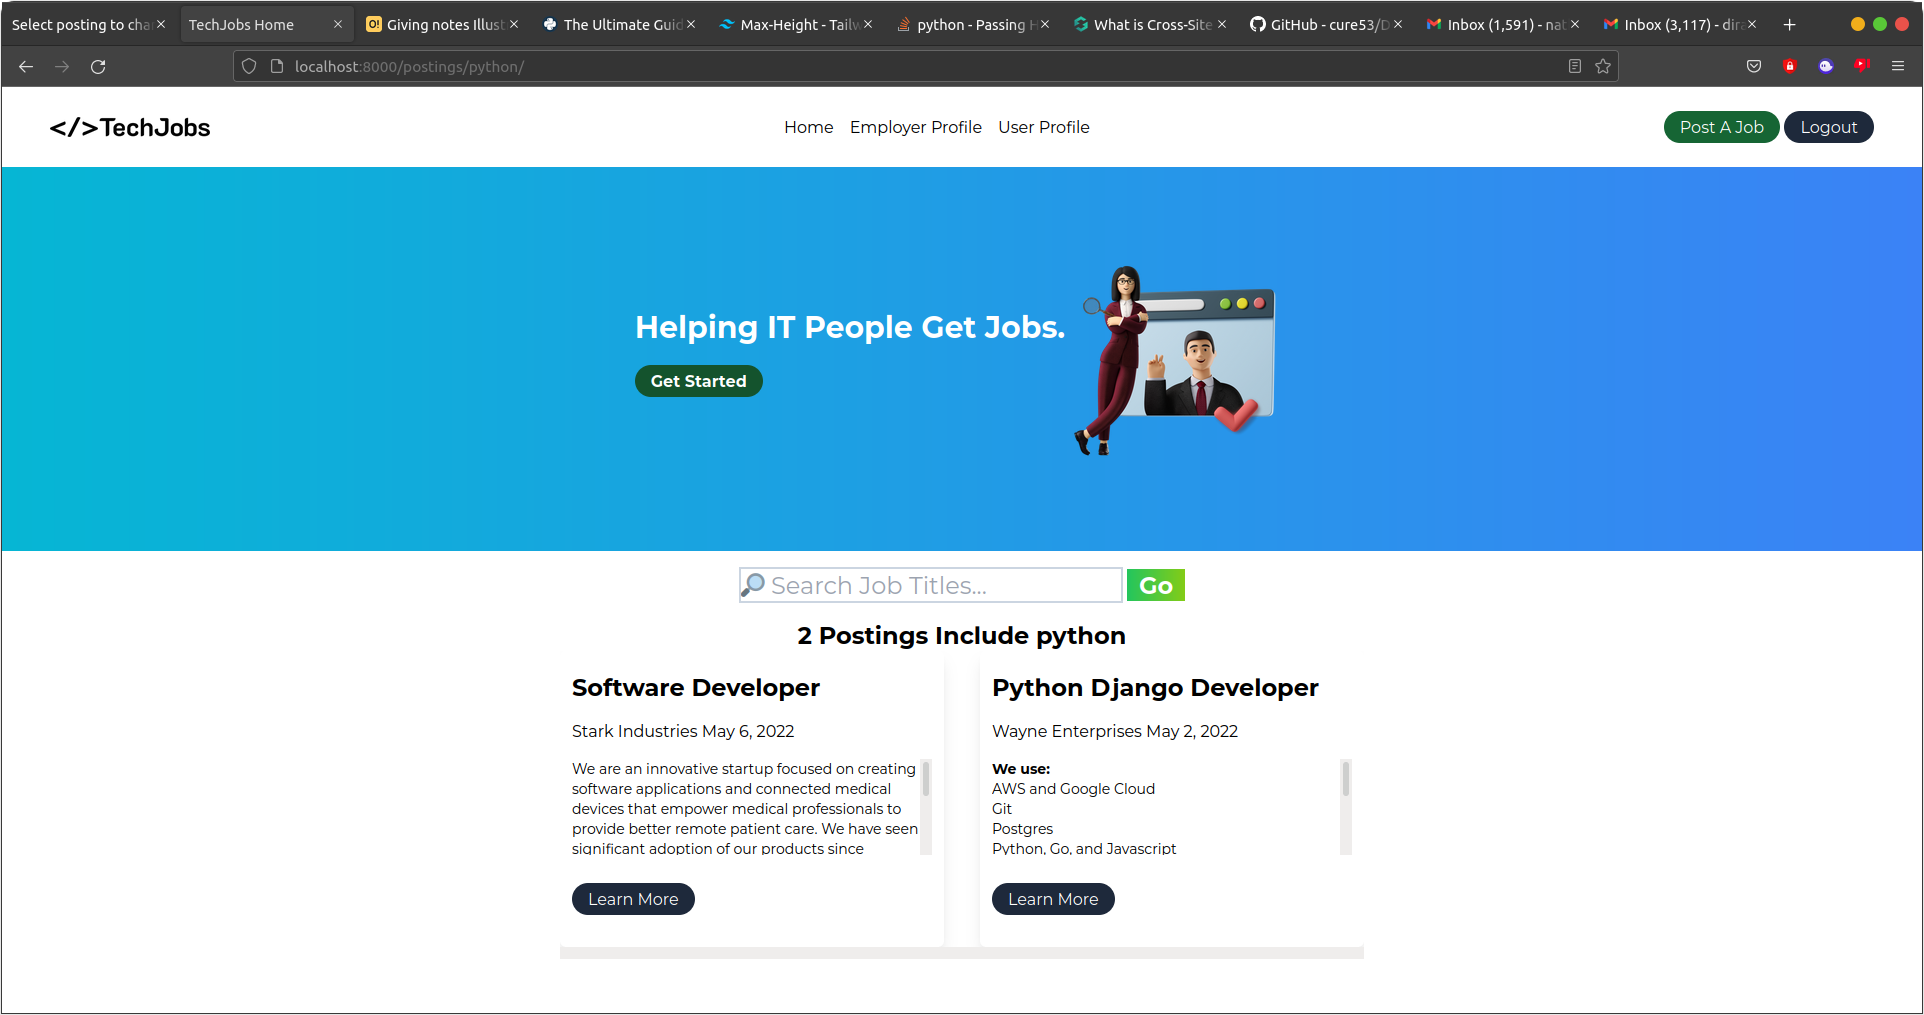 Select posting to cha
TechJobs Home
Giving notes Illust
The Ultimate Guid
Max-Height - Tailw
python - Passing H
What is Cross-Site
GitHub - cure53/D
Inbox (1,591) - nat
Inbox (3,117) - dira
localhost:8000/postings/python/
</>TechJobs
Home
Employer Profile
User Profile
Post A Job
Logout
Helping IT People Get Jobs.
Get Started
Search Job Titles...
Go
2 Postings Include python
Software Developer
Stark Industries May 6, 2022
We are an innovative startup focused on creating
software applications and connected medical
devices that empower medical professionals to
provide better remote patient care. We have seen
significant adoption of our products since
Learn More
Python Django Developer
Wayne Enterprises May 2, 2022
We use:
AWS and Google Cloud
Git
Postgres
Python, Go, and Javascript
Learn More